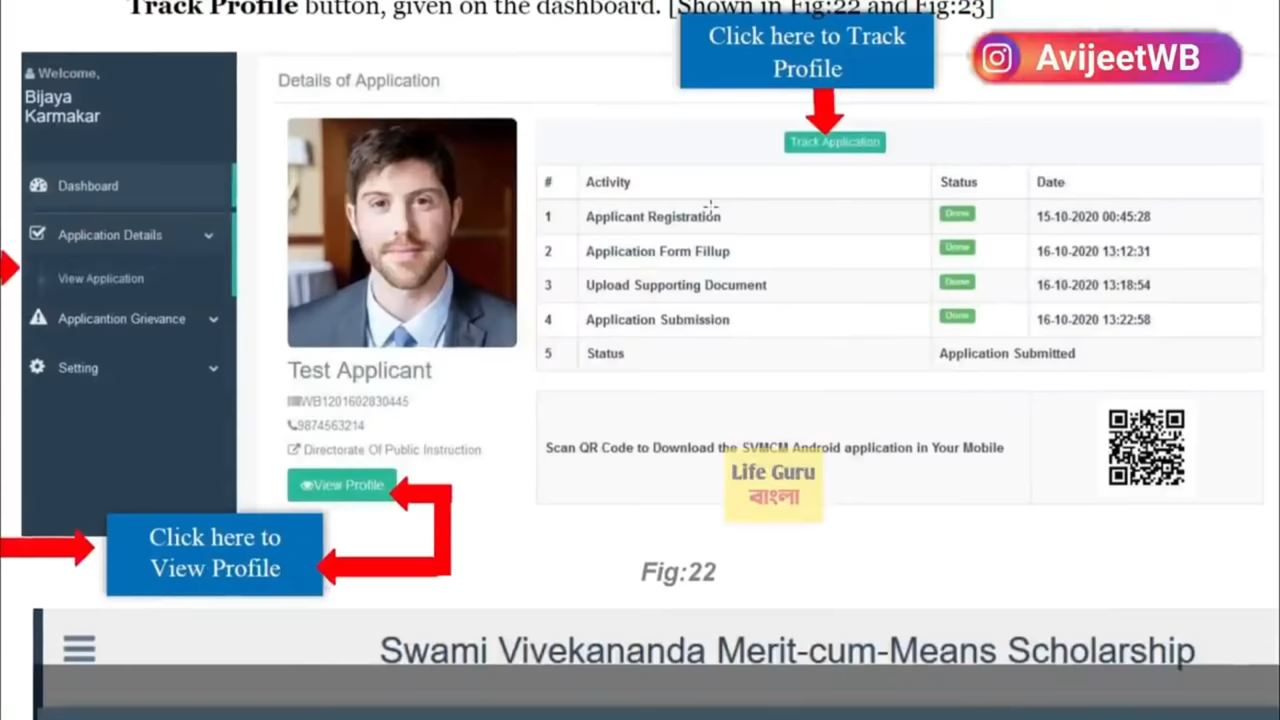 Track Profile button, given on the dashboard. [Shown in Fig:22 and Fig:23]
Click here to Track
Profile
AvijeetWB
Welcome,
Bijaya
Karmakar
Dashboard
Application Details
View Application
Applicantion Grievance
Setting
Details of Application
Test Applicant
WB1201602830445
9874563214
Directorate Of Public Instruction
View Profile
Click here to
View Profile
Track Application
# Activity Status Date
1 Applicant Registration Done 15-10-2020 00:45:28
2 Application Form Fillup Done 16-10-2020 13:12:31
3 Upload Supporting Document Done 16-10-2020 13:18:54
4 Application Submission Done 16-10-2020 13:22:58
5 Status Application Submitted
Scan QR Code to Download the SVMCM Android application in Your Mobile
Life Guru
বাংলা
Fig:22
Swami Vivekananda Merit-cum-Means Scholarship